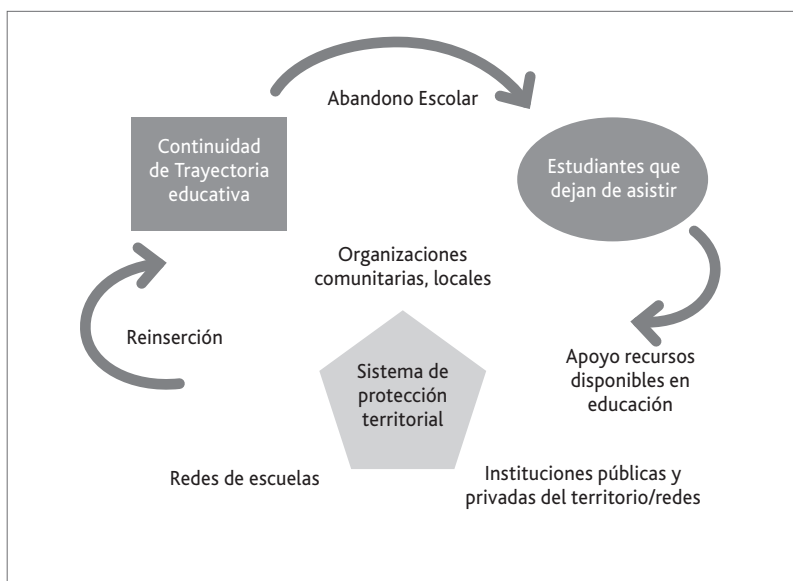 Abandono Escolar
Continuidad
de Trayectoria
educativa
Estudiantes que
dejan de asistir
Organizaciones
comunitarias, locales
Reinserción
Sistema de
protección
territorial
Apoyo recursos
disponibles en
educación
Redes de escuelas
Instituciones públicas y
privadas del territorio/redes